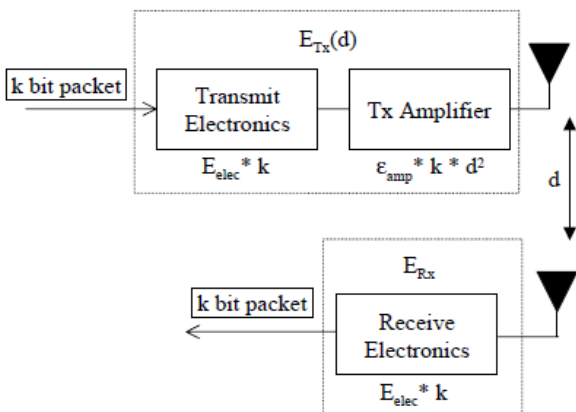 E_Tx(d)
k bit packet
Transmit
Electronics
Tx Amplifier
E_elec* k
ε_amp* k * d²
d
E_Rx
k bit packet
Receive
Electronics
E_elec* k